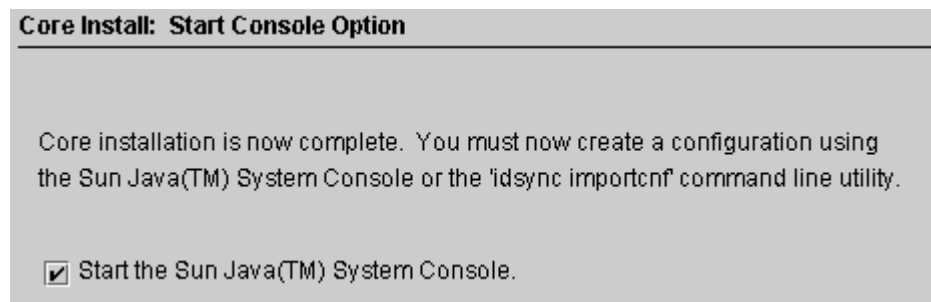 Core Install: Start Console Option
Core installation is now complete. You must now create a configuration using
the Sun Java(TM) System Console or the 'idsync importcnf' command line utility.
Start the Sun Java(TM) System Console.